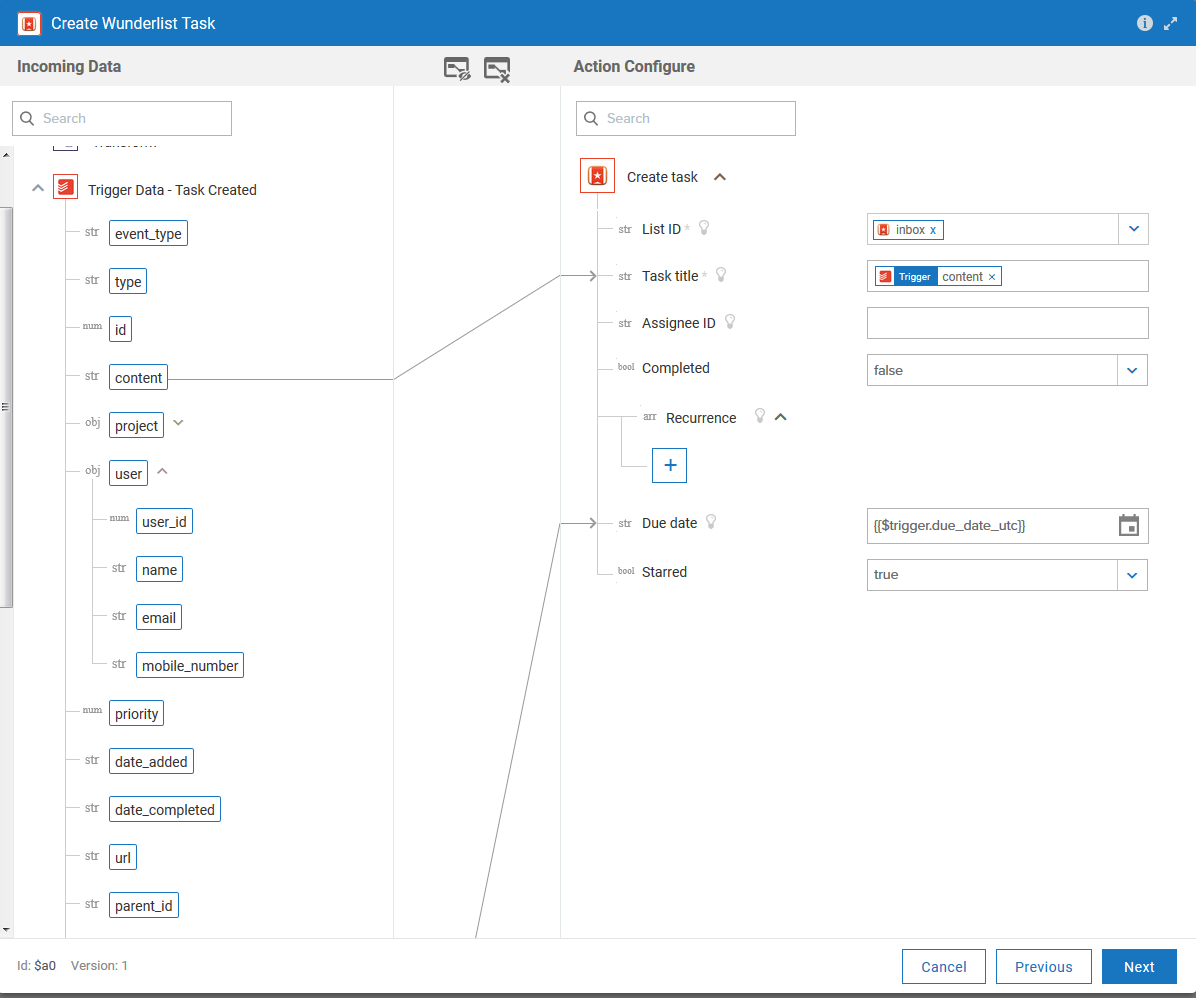 Create Wunderlist Task
Incoming Data
Action Configure
Search
Search
Trigger Data - Task Created
str event_type
str type
num id
str content
obj project
obj user
num user_id
str name
str email
str mobile_number
num priority
str date_added
str date_completed
str url
str parent_id
Create task
str List ID * inbox x
str Task title * Trigger content ×
str Assignee ID
bool Completed false
arr Recurrence
+
str Due date {{$trigger.due_date_utc}}
bool Starred true
Id: $a0 Version: 1
Cancel Previous Next